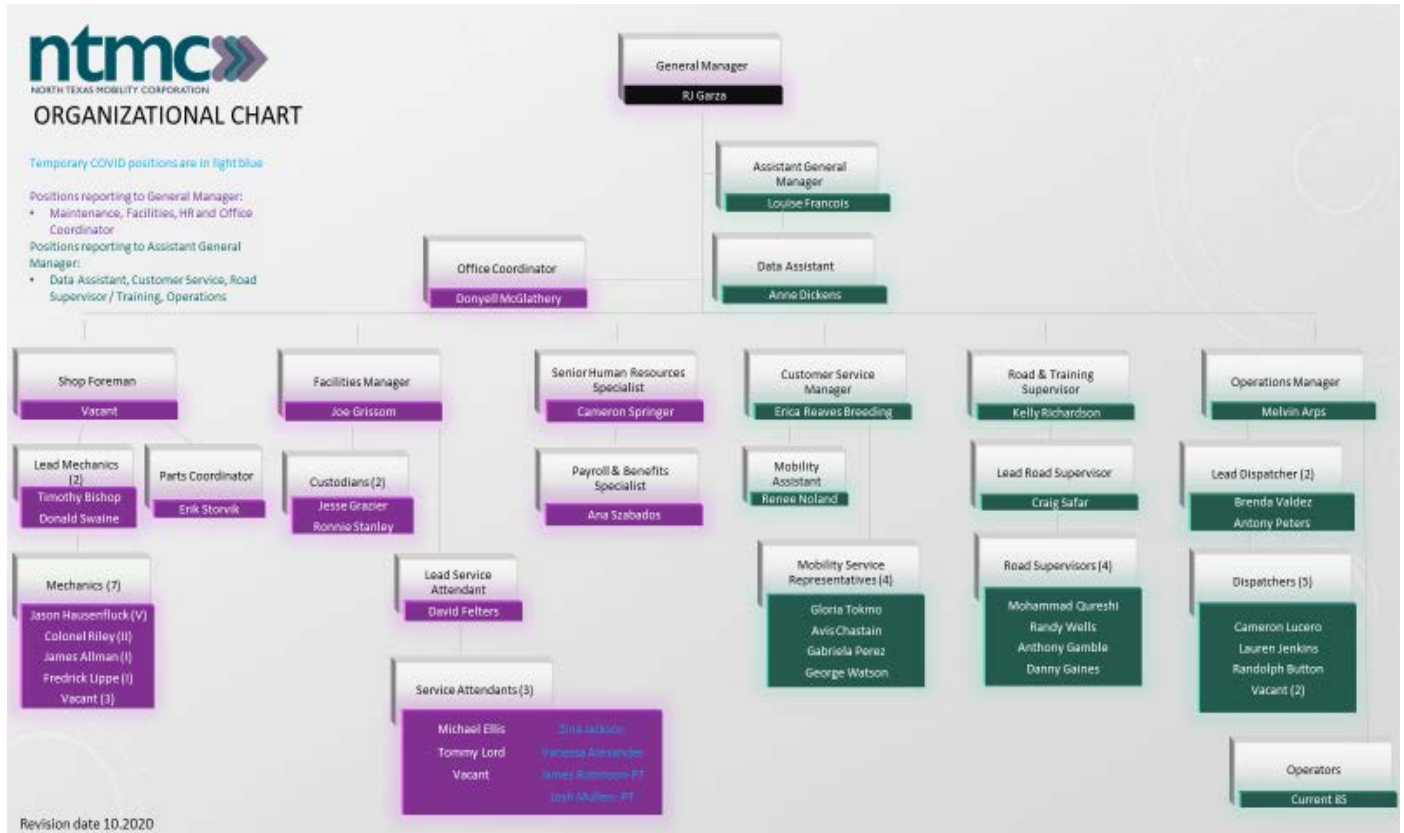 ntmc
NORTH TEXAS MOBILITY CORPORATION
ORGANIZATIONAL CHART
Temporary COVID positions are in light blue
Positions reporting to General Manager:
• Maintenance, Facilities, HR and Office
Coordinator
Positions reporting to Assistant General
Manager:
• Data Assistant, Customer Service, Road
Supervisor / Training, Operations
General Manager
RJ Garza
Assistant General
Manager
Louise Francois
Office Coordinator
Donyell McGlathery
Data Assistant
Anne Dickens
Shop Foreman
Vacant
Facilities Manager
Joe Grissom
Senior Human Resources
Specialist
Cameron Springer
Customer Service
Manager
Erica Reaves Breeding
Road & Training
Supervisor
Kelly Richardson
Operations Manager
Melvin Arps
Lead Mechanics
(2)
Timothy Bishop
Donald Swaine
Parts Coordinator
Erik Storvik
Custodians (2)
Jesse Grazier
Ronnie Stanley
Payroll & Benefits
Specialist
Ana Szabados
Mobility
Assistant
Renee Noland
Lead Road Supervisor
Craig Safar
Lead Dispatcher (2)
Brenda Valdez
Antony Peters
Mechanics (7)
Jason Hausenfluck (V)
Colonel Riley (II)
James Allman (I)
Fredrick Lippe (I)
Vacant (3)
Lead Service
Attendant
David Felters
Mobility Service
Representatives (4)
Gloria Tokmo
Avis Chastain
Gabriela Perez
George Watson
Road Supervisors (4)
Mohammad Qureshi
Randy Wells
Anthony Gamble
Danny Gaines
Dispatchers (5)
Cameron Lucero
Lauren Jenkins
Randolph Button
Vacant (2)
Service Attendants (3)
Michael Ellis
Tommy Lord
Vacant
Jackson
Vanessa Alexander
James Robinson-PT
Josh Mullen- PT
Operators
Current 85
Revision date 10.2020